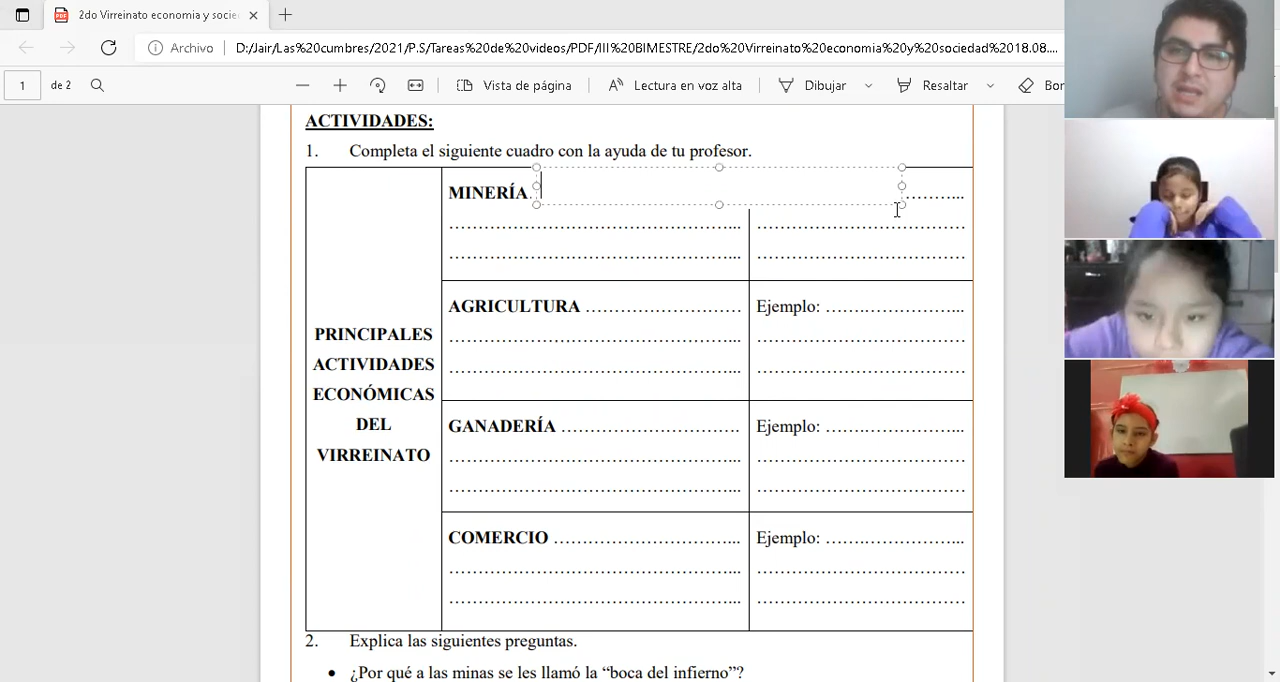 2do Virreinato economia y socie
Archivo D:/Jair/Las%20cumbres/2021/P.S/Tareas%20de%20videos/PDF/III%20BIMESTRE/2do%20Virreinato%20economia%20y%20sociedad%2018.08....
1 de 2 Vista de página Lectura en voz alta Dibujar Resaltar Bor
ACTIVIDADES:
1. Completa el siguiente cuadro con la ayuda de tu profesor.
PRINCIPALES
ACTIVIDADES
ECONÓMICAS
DEL
VIRREINATO
MINERÍA
AGRICULTURA ………………………
Ejemplo: …….……………...
GANADERÍA ………………………….
Ejemplo: …….……………..
COMERCIO …………………………...
Ejemplo: …….……………...
2. Explica las siguientes preguntas.
• ¿Por qué a las minas se les llamó la “boca del infierno”?